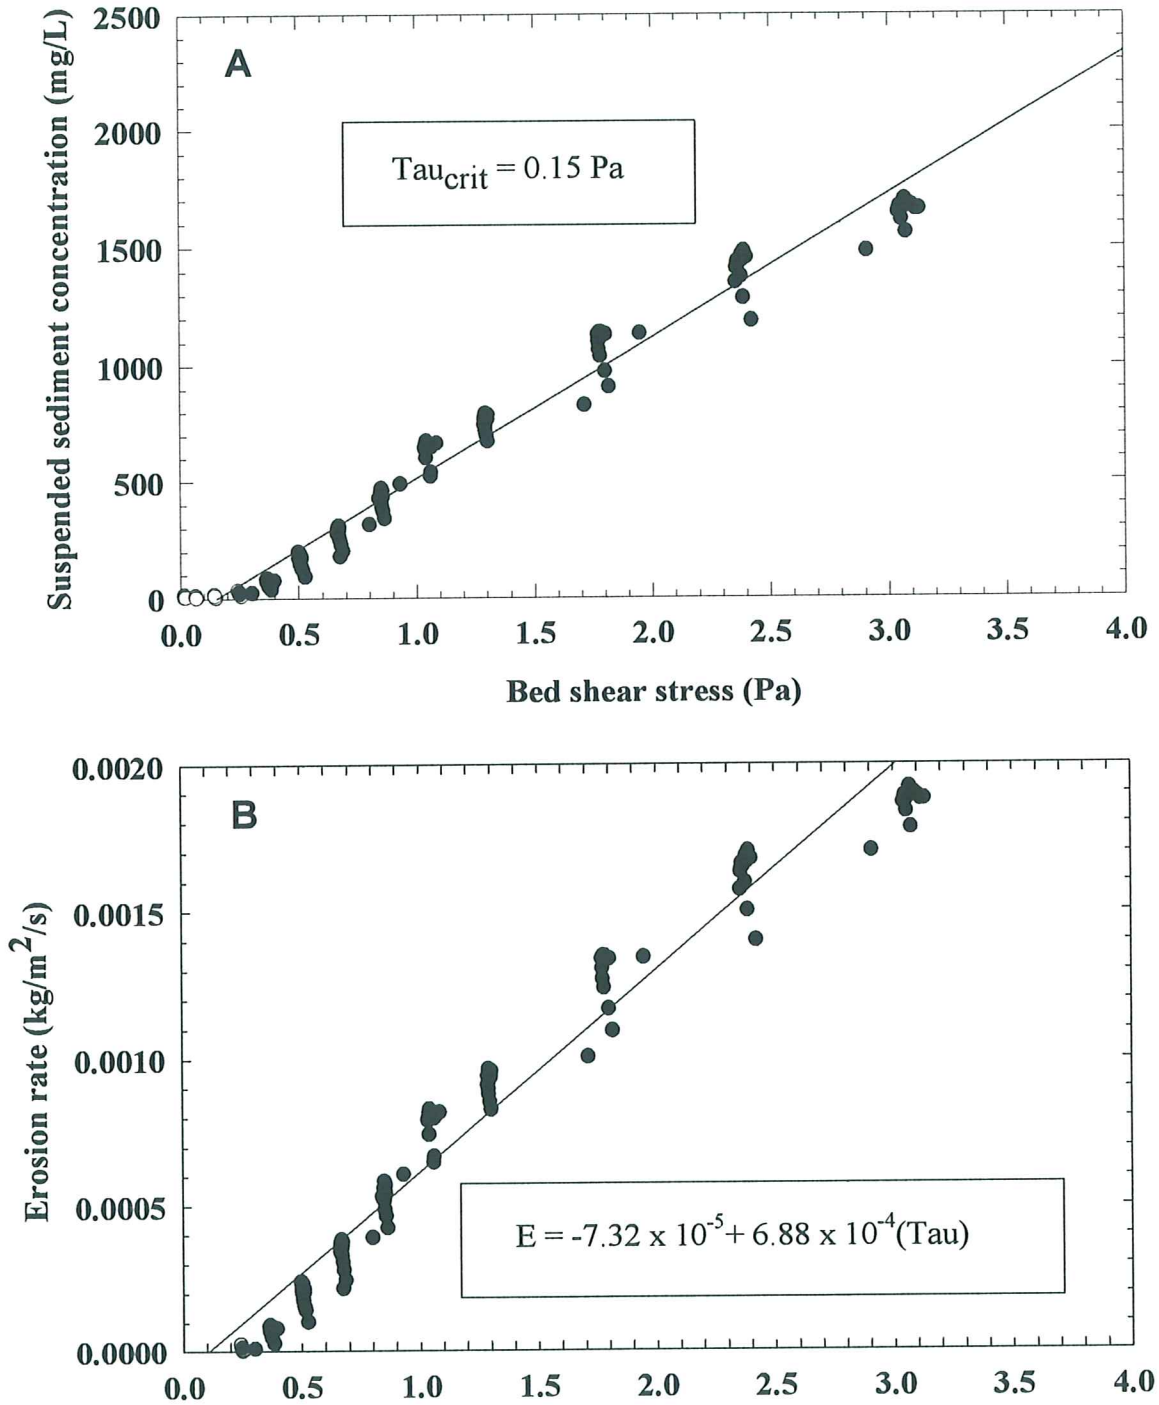 Suspended sediment concentration (mg/L)
A
Tau_crit = 0.15 Pa
2500
2000
1500
1000
500
0
0.0 0.5 1.0 1.5 2.0 2.5 3.0 3.5 4.0
Bed shear stress (Pa)
Erosion rate (kg/m²/s)
B
0.0020
0.0015
0.0010
0.0005
0.0000
E = -7.32 x 10⁻⁵+ 6.88 x 10⁻⁴(Tau)
0.0 0.5 1.0 1.5 2.0 2.5 3.0 3.5 4.0